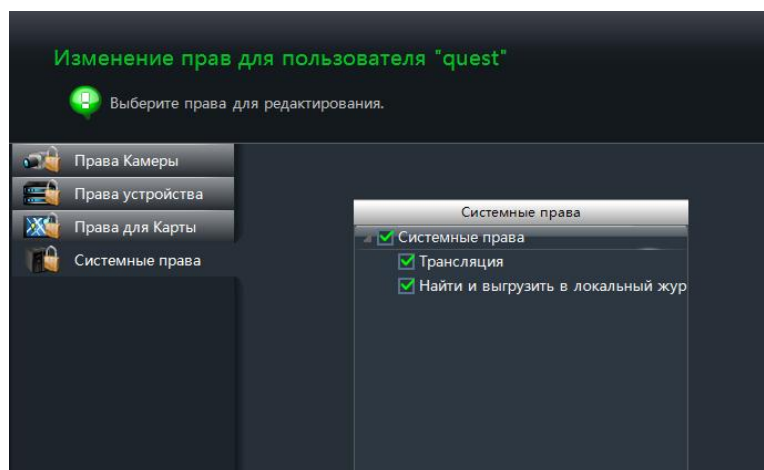 Изменение прав для пользователя "quest"
Выберите права для редактирования.
Права Камеры
Права устройства
Права для Карты
Системные права
Системные права
Системные права
Трансляция
Найти и выгрузить в локальный жур